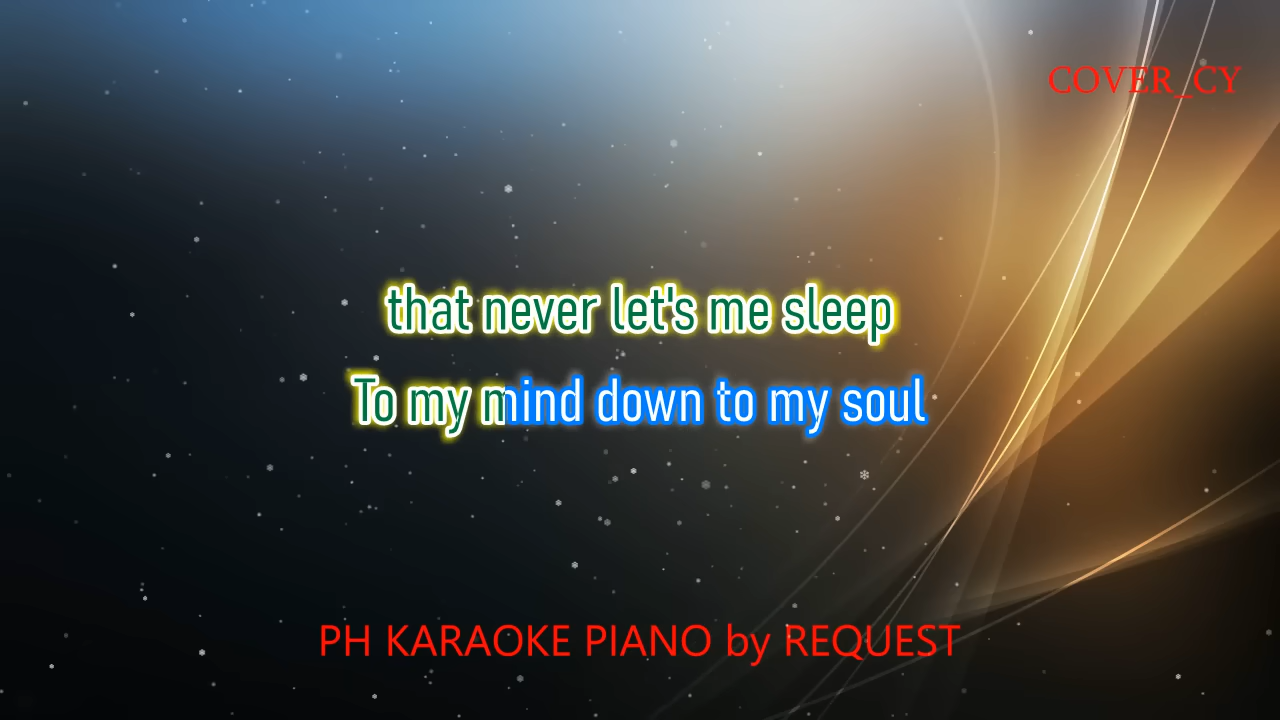 COVER_CY
that never let's me sleep
To my mind down to my soul
PH KARAOKE PIANO by REQUEST